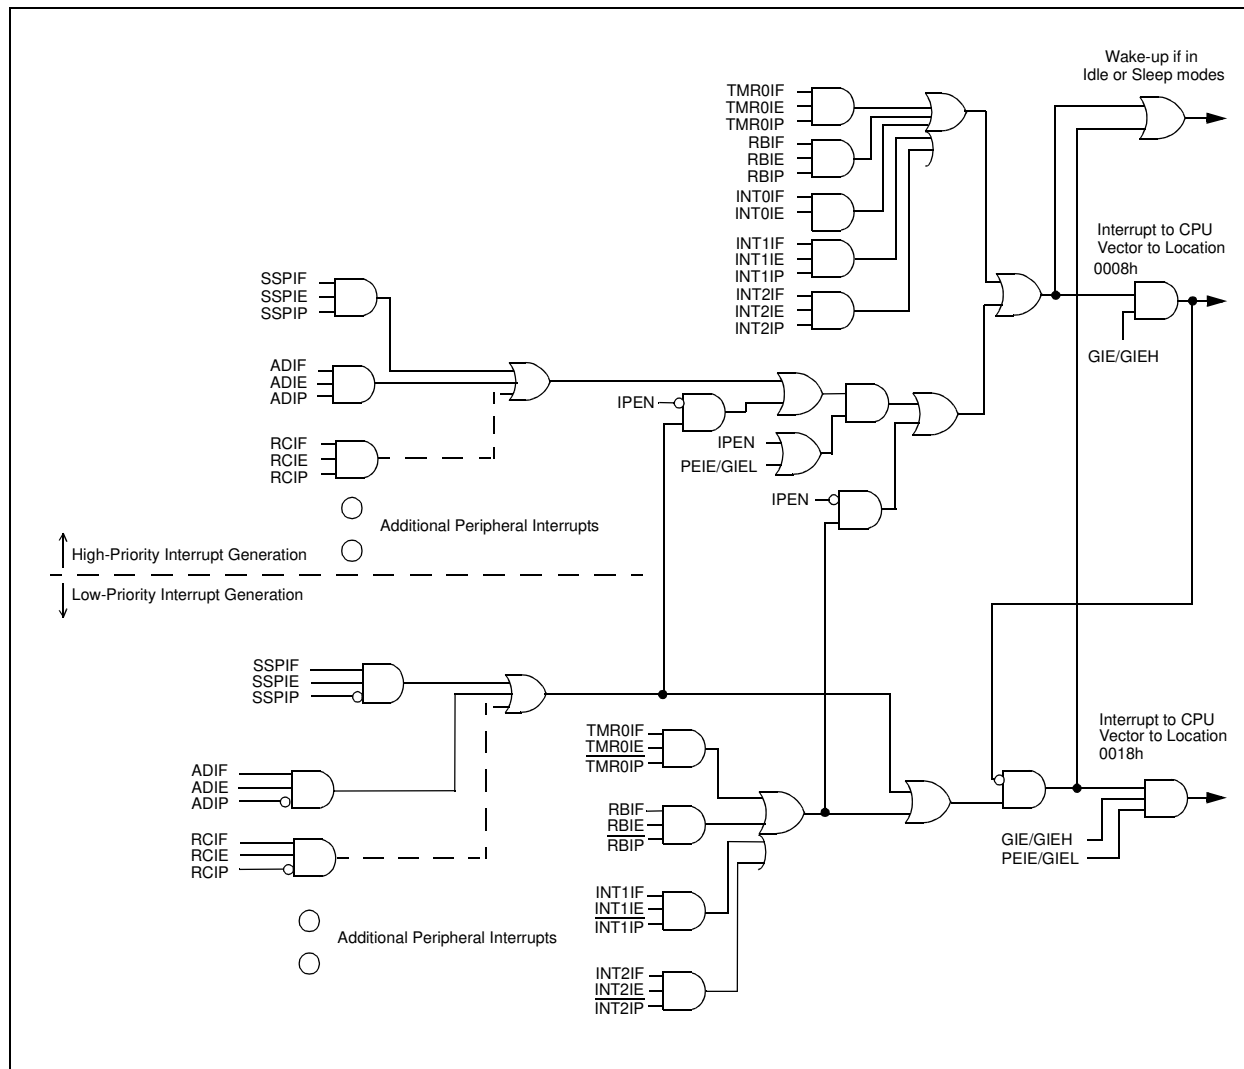 Wake-up if in
Idle or Sleep modes
TMR0IF
TMR0IE
TMR0IP
RBIF
RBIE
RBIP
INT0IF
INT0IE
INT1IF
INT1IE
INT1IP
INT2IF
INT2IE
INT2IP
Interrupt to CPU
Vector to Location
0008h
GIE/GIEH
SSPIF
SSPIE
SSPIP
ADIF
ADIE
ADIP
RCIF
RCIE
RCIP
IPEN
IPEN
PEIE/GIEL
IPEN
Additional Peripheral Interrupts
High-Priority Interrupt Generation
Low-Priority Interrupt Generation
SSPIF
SSPIE
SSPIP
ADIF
ADIE
ADIP
RCIF
RCIE
RCIP
Additional Peripheral Interrupts
TMR0IF
TMR0IE
TMR0IP
RBIF
RBIE
RBIP
INT1IF
INT1IE
INT1IP
INT2IF
INT2IE
INT2IP
Interrupt to CPU
Vector to Location
0018h
GIE/GIEH
PEIE/GIEL